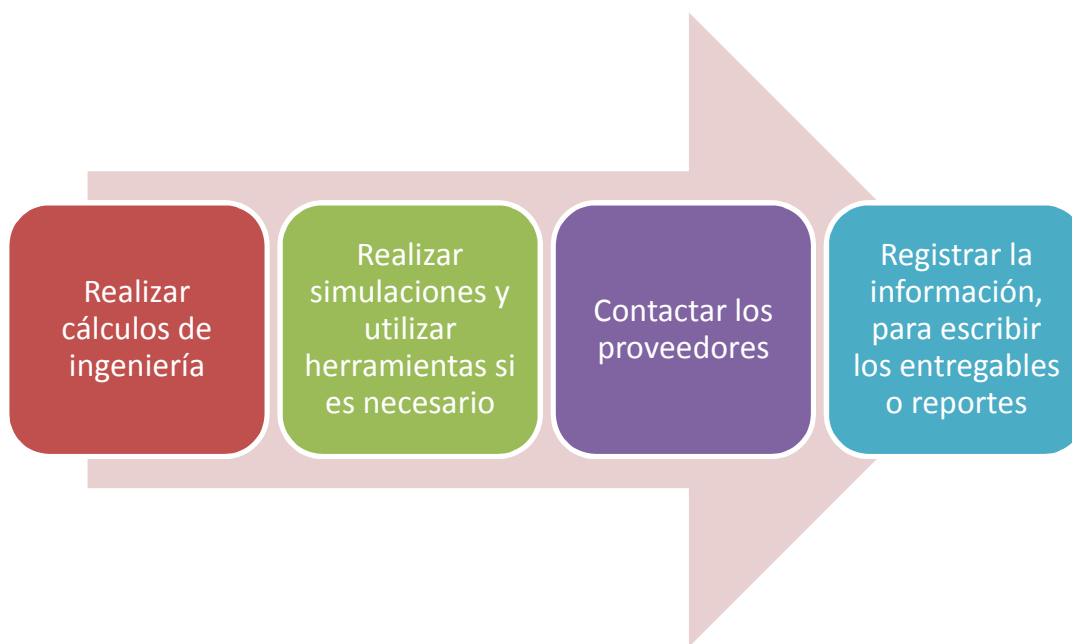 Realizar
cálculos de
ingeniería
Realizar
simulaciones y
utilizar
herramientas si
es necesario
Contactar los
proveedores
Registrar la
información,
para escribir
los entregables
o reportes